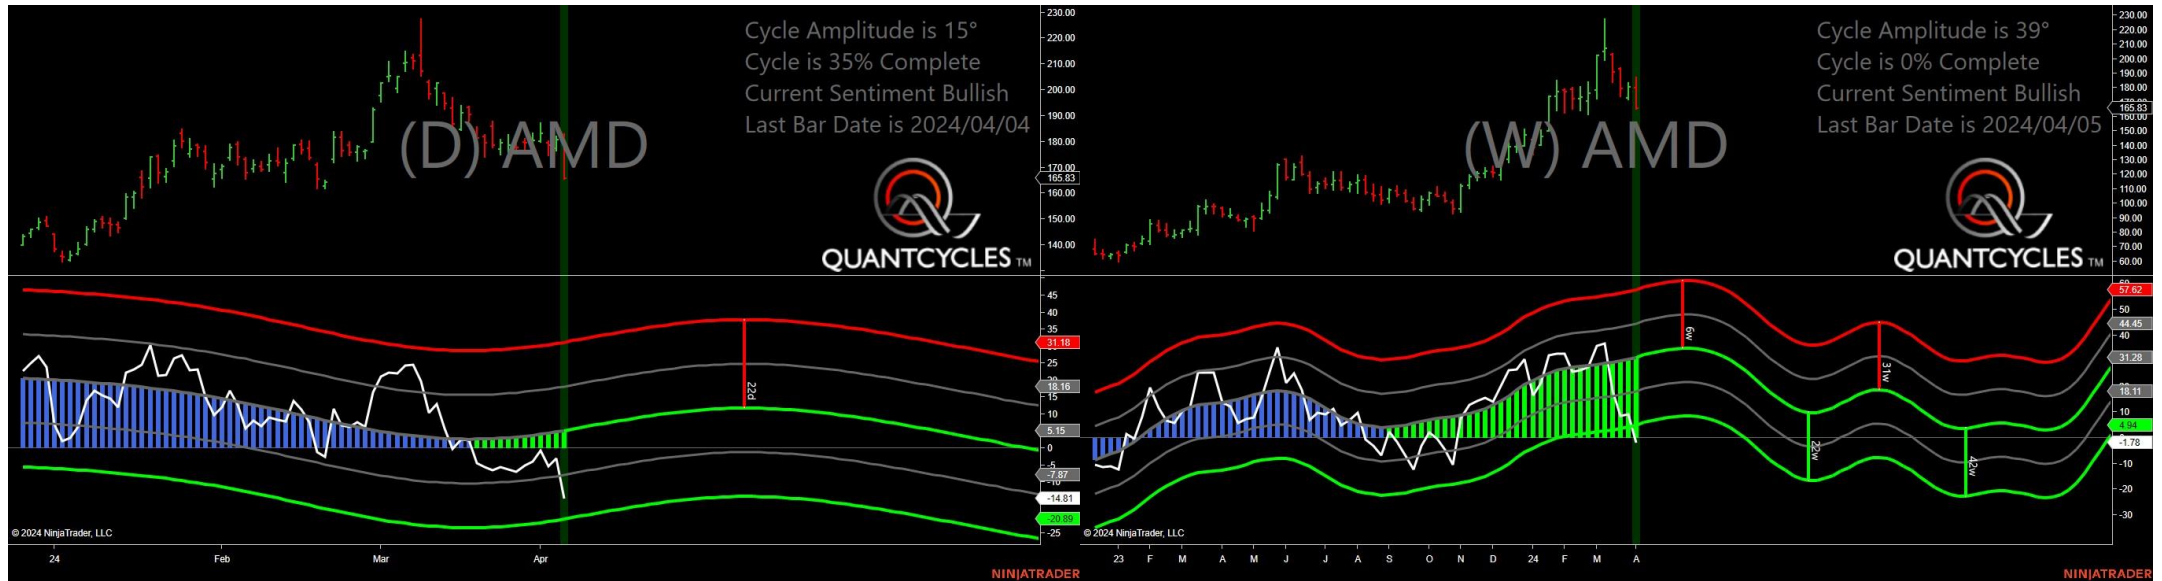 Cycle Amplitude is 15°
Cycle is 35% Complete
Current Sentiment Bullish
Last Bar Date is 2024/04/04
(D) AMD
QUANTCYCLES TM
230.00
220.00
210.00
200.00
190.00
180.00
170.00
165.83
160.00
150.00
140.00
45
40
35
31.18
25
18.16
15
10
5.15
0
-5
-7.87
-10
-14.81
-20.89
-25
22d
© 2024 NinjaTrader, LLC
24 Feb Mar Apr
NINJATRADER
Cycle Amplitude is 39°
Cycle is 0% Complete
Current Sentiment Bullish
Last Bar Date is 2024/04/05
(W) AMD
QUANTCYCLES TM
230.00
220.00
210.00
200.00
190.00
180.00
165.83
160.00
150.00
140.00
130.00
120.00
110.00
100.00
90.00
80.00
70.00
60.00
57.62
50
44.45
40
31.28
18.11
10
4.94
-1.78
-10
-20
-30
6w
22w
31w
42w
© 2024 NinjaTrader, LLC
23 F M A M J J A S O N D 24 F M A
NINJATRADER